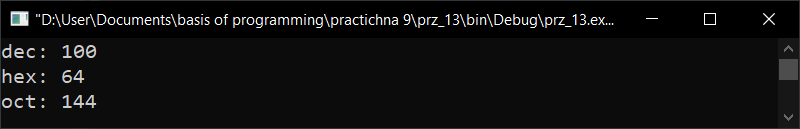 "D:\User\Documents\basis of programming\practichna 9\prz_13\bin\Debug\prz_13.ex...
dec: 100
hex: 64
oct: 144